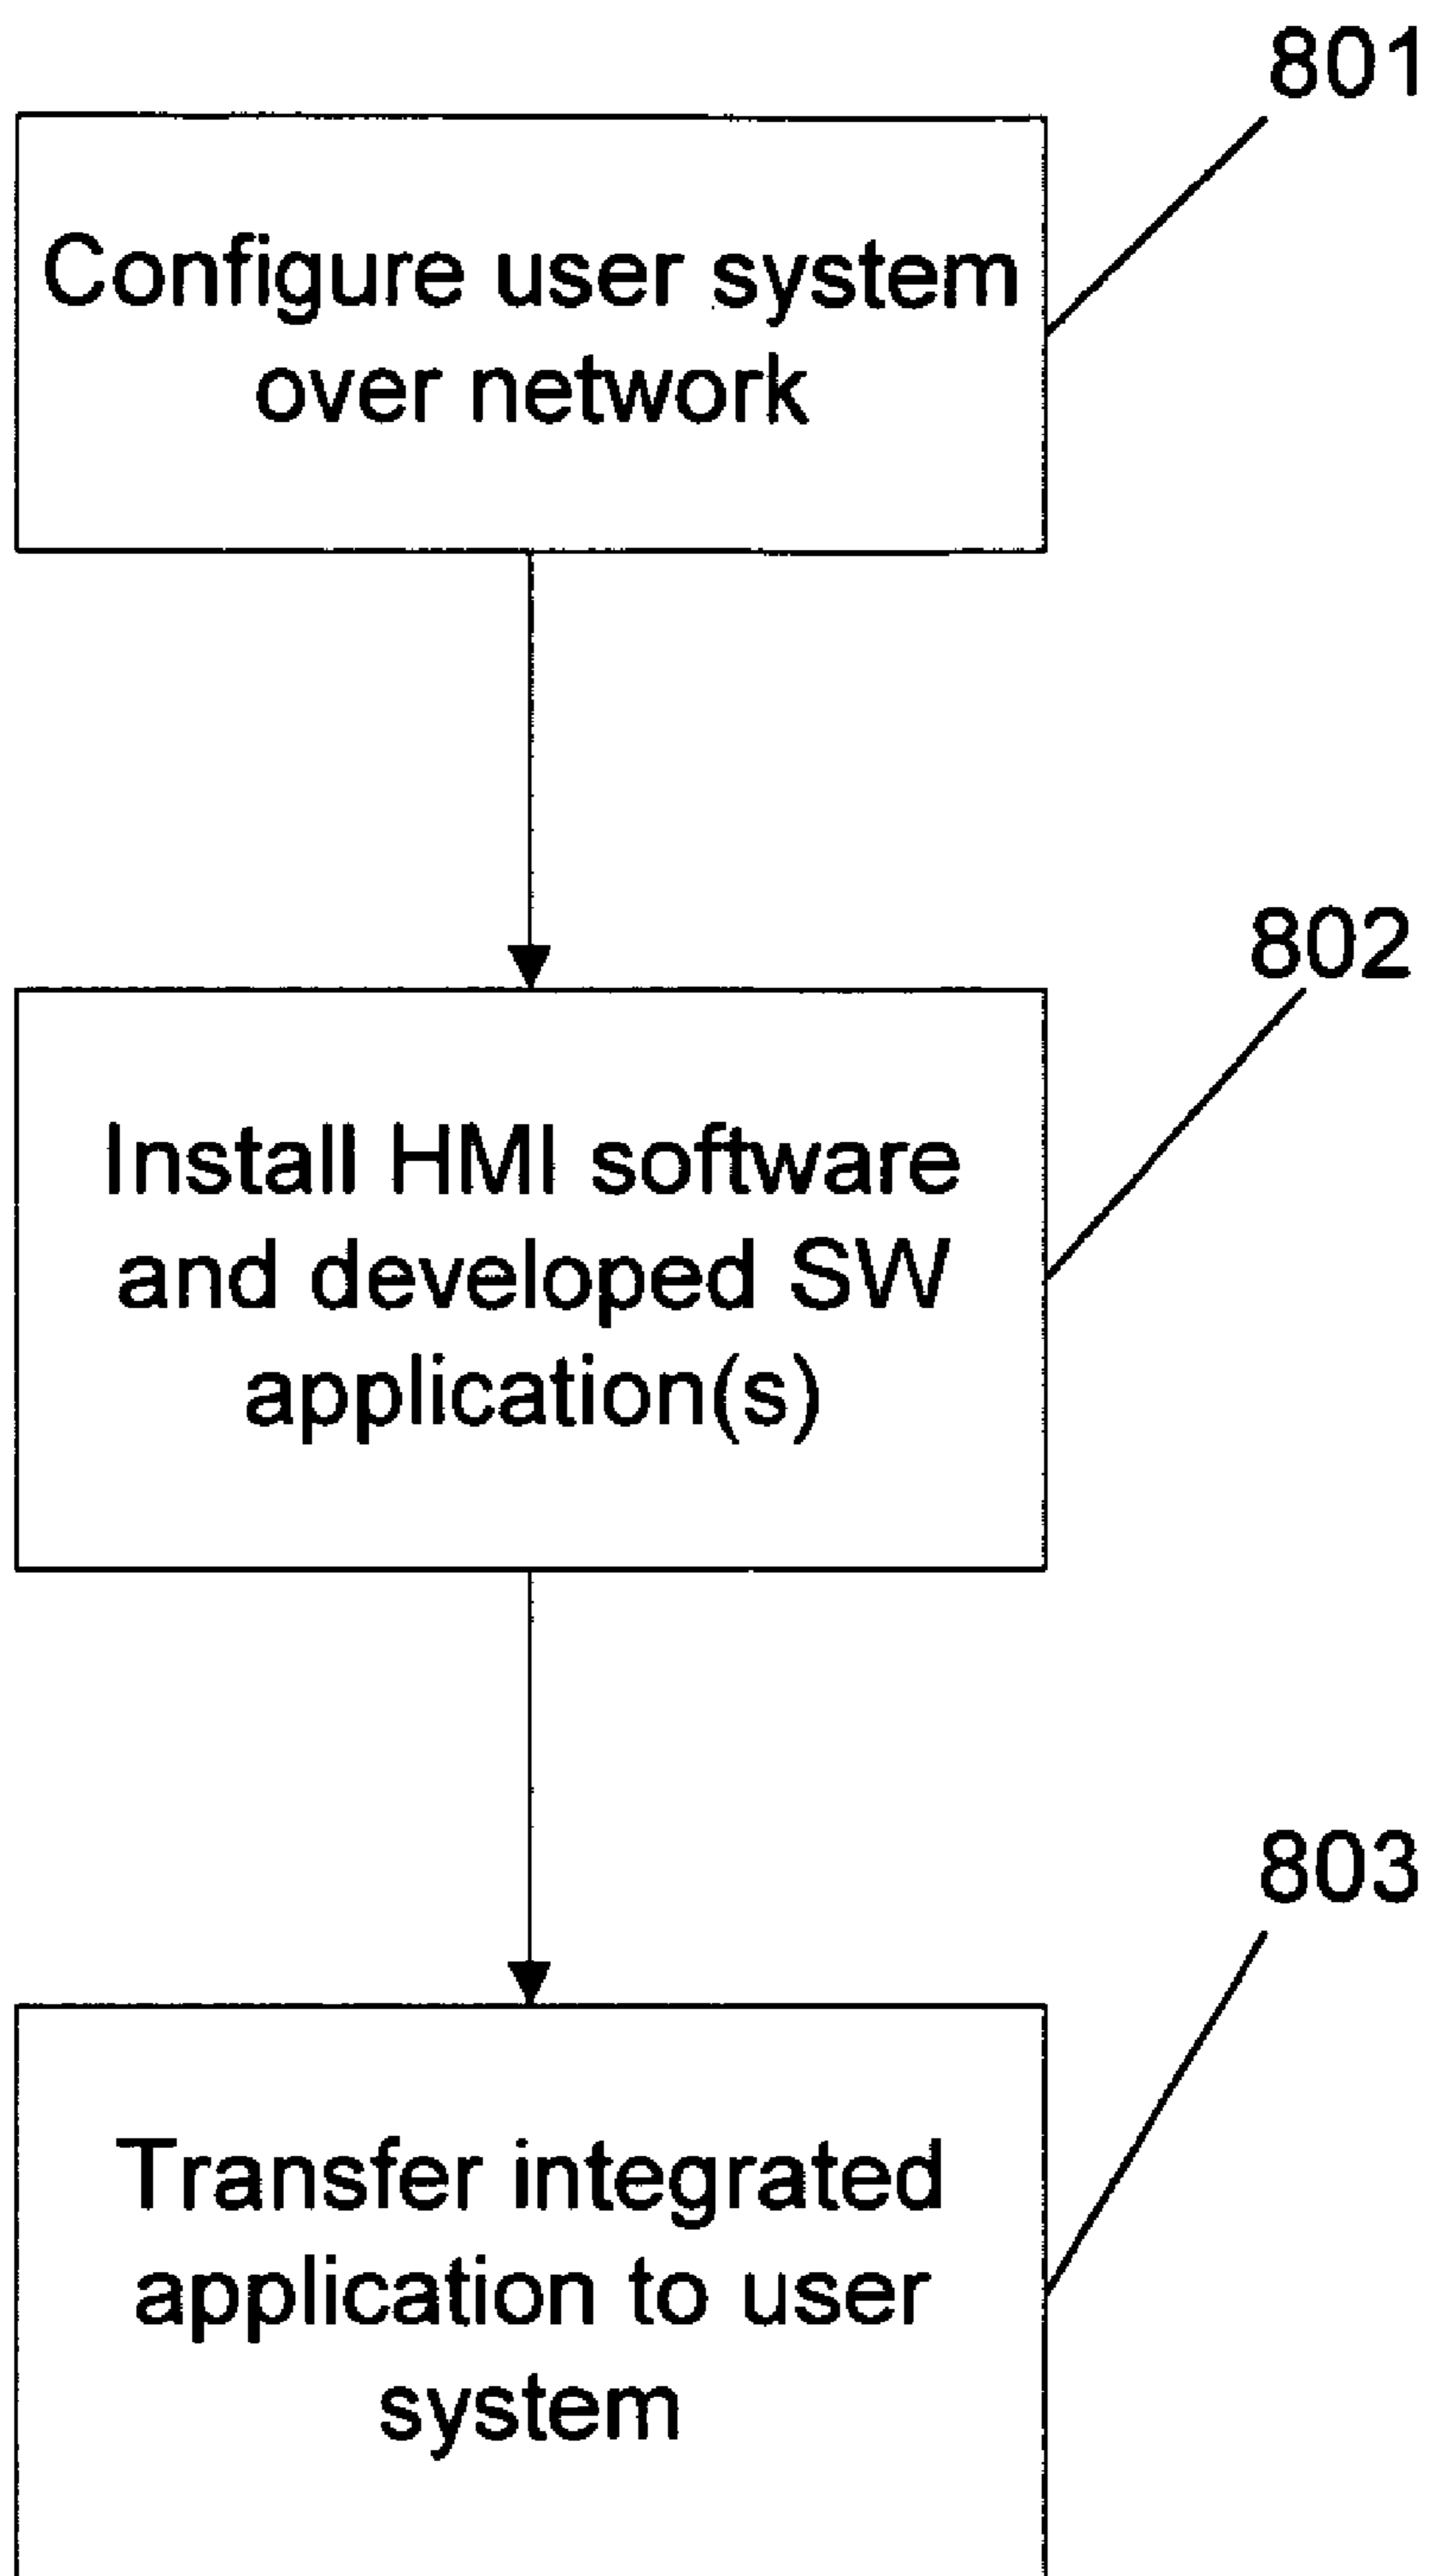 801
Configure user system
over network
802
Install HMI software
and developed SW
application(s)
803
Transfer integrated
application to user
system